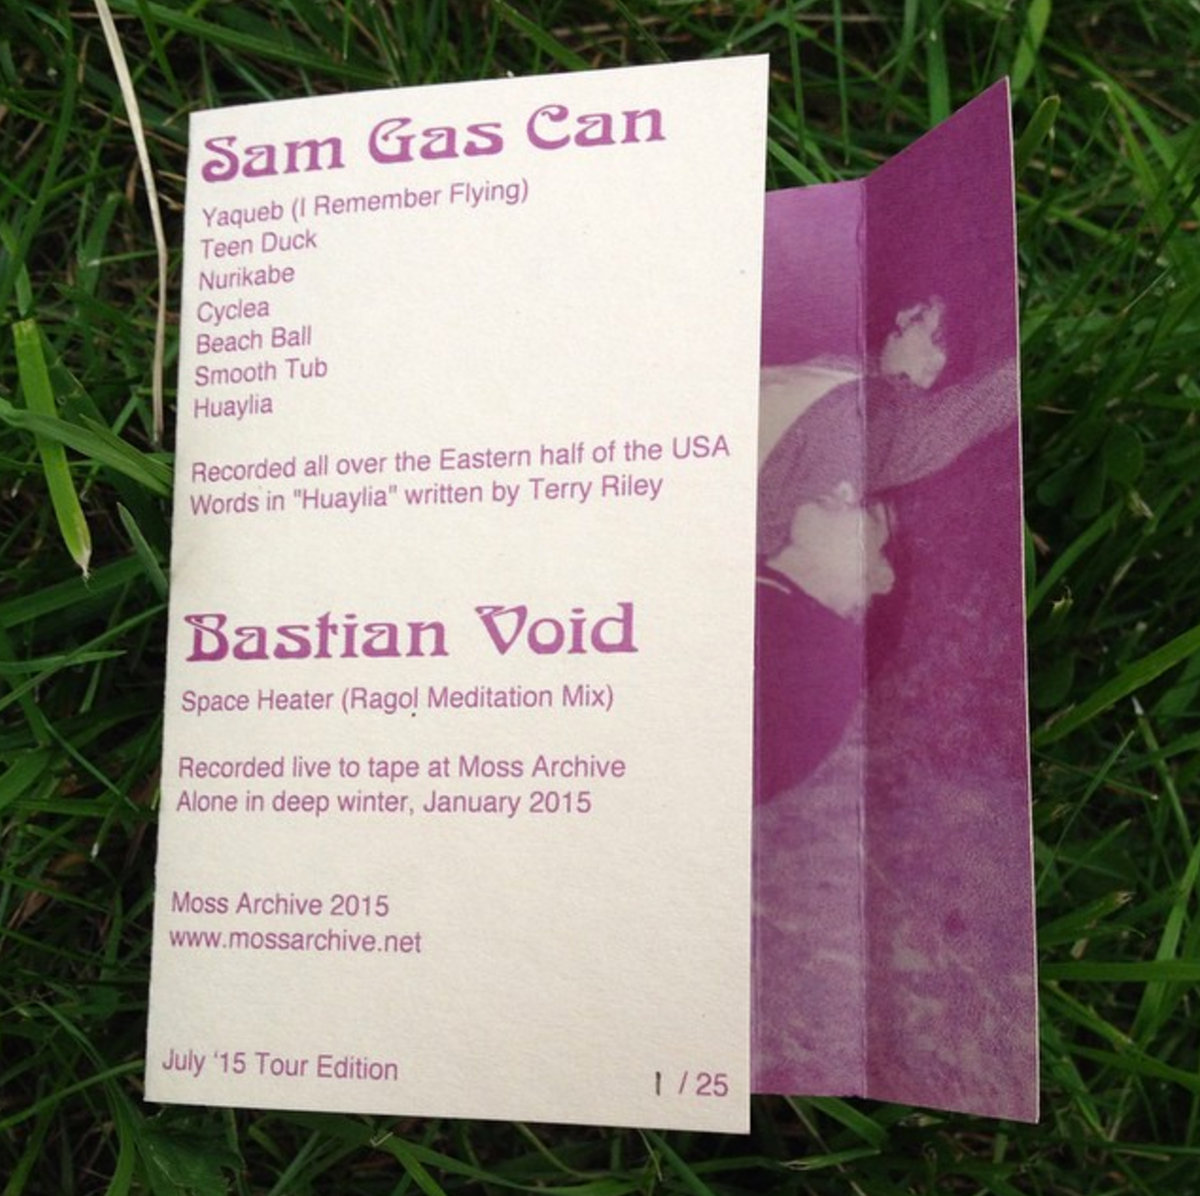 Sam Gas Can
Yaqueb (I Remember Flying)
Teen Duck
Nurikabe
Cyclea
Beach Ball
Smooth Tub
Huaylia
Recorded all over the Eastern half of the USA
Words in "Huaylia" written by Terry Riley
Bastian Void
Space Heater (Ragol Meditation Mix)
Recorded live to tape at Moss Archive
Alone in deep winter, January 2015
Moss Archive 2015
www.mossarchive.net
July ‘15 Tour Edition
1 / 25